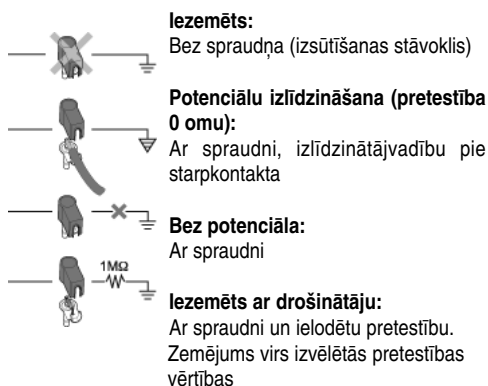 Iezemēts:
Bez spraudņa (izsūtīšanas stāvoklis)
Potenciālu izlīdzināšana (pretestība
0 omu):
Ar spraudni, izlīdzinātājvadību pie
starpkontakta
Bez potenciāla:
Ar spraudni
1MΩ
Iezemēts ar drošinātāju:
Ar spraudni un ielodētu pretestību.
Zemējums virs izvēlētās pretestības
vērtības